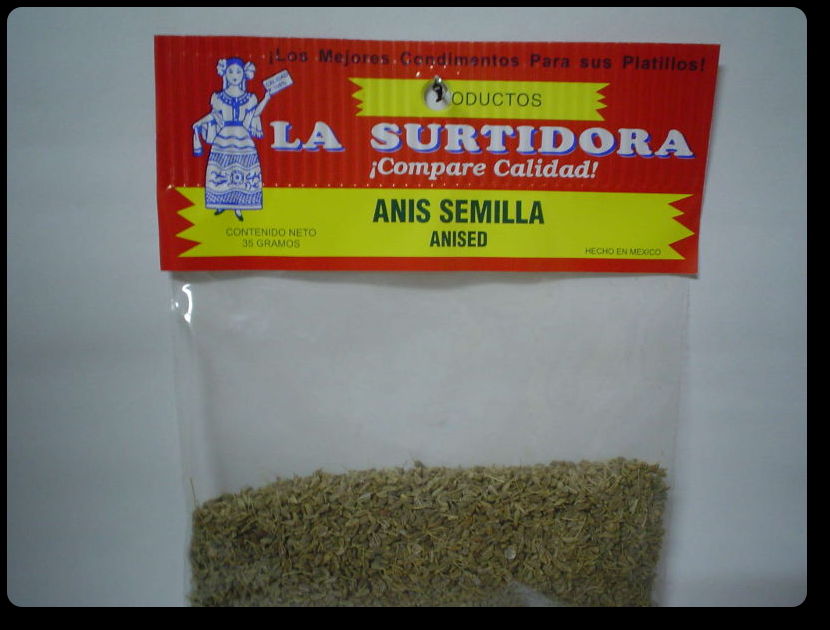 ¡Los Mejores Condimentos Para sus Platillos!
ODUCTOS
LA SURTIDORA
¡Compare Calidad!
ANIS SEMILLA
ANISED
CONTENIDO NETO
35 GRAMOS
HECHO EN MEXICO